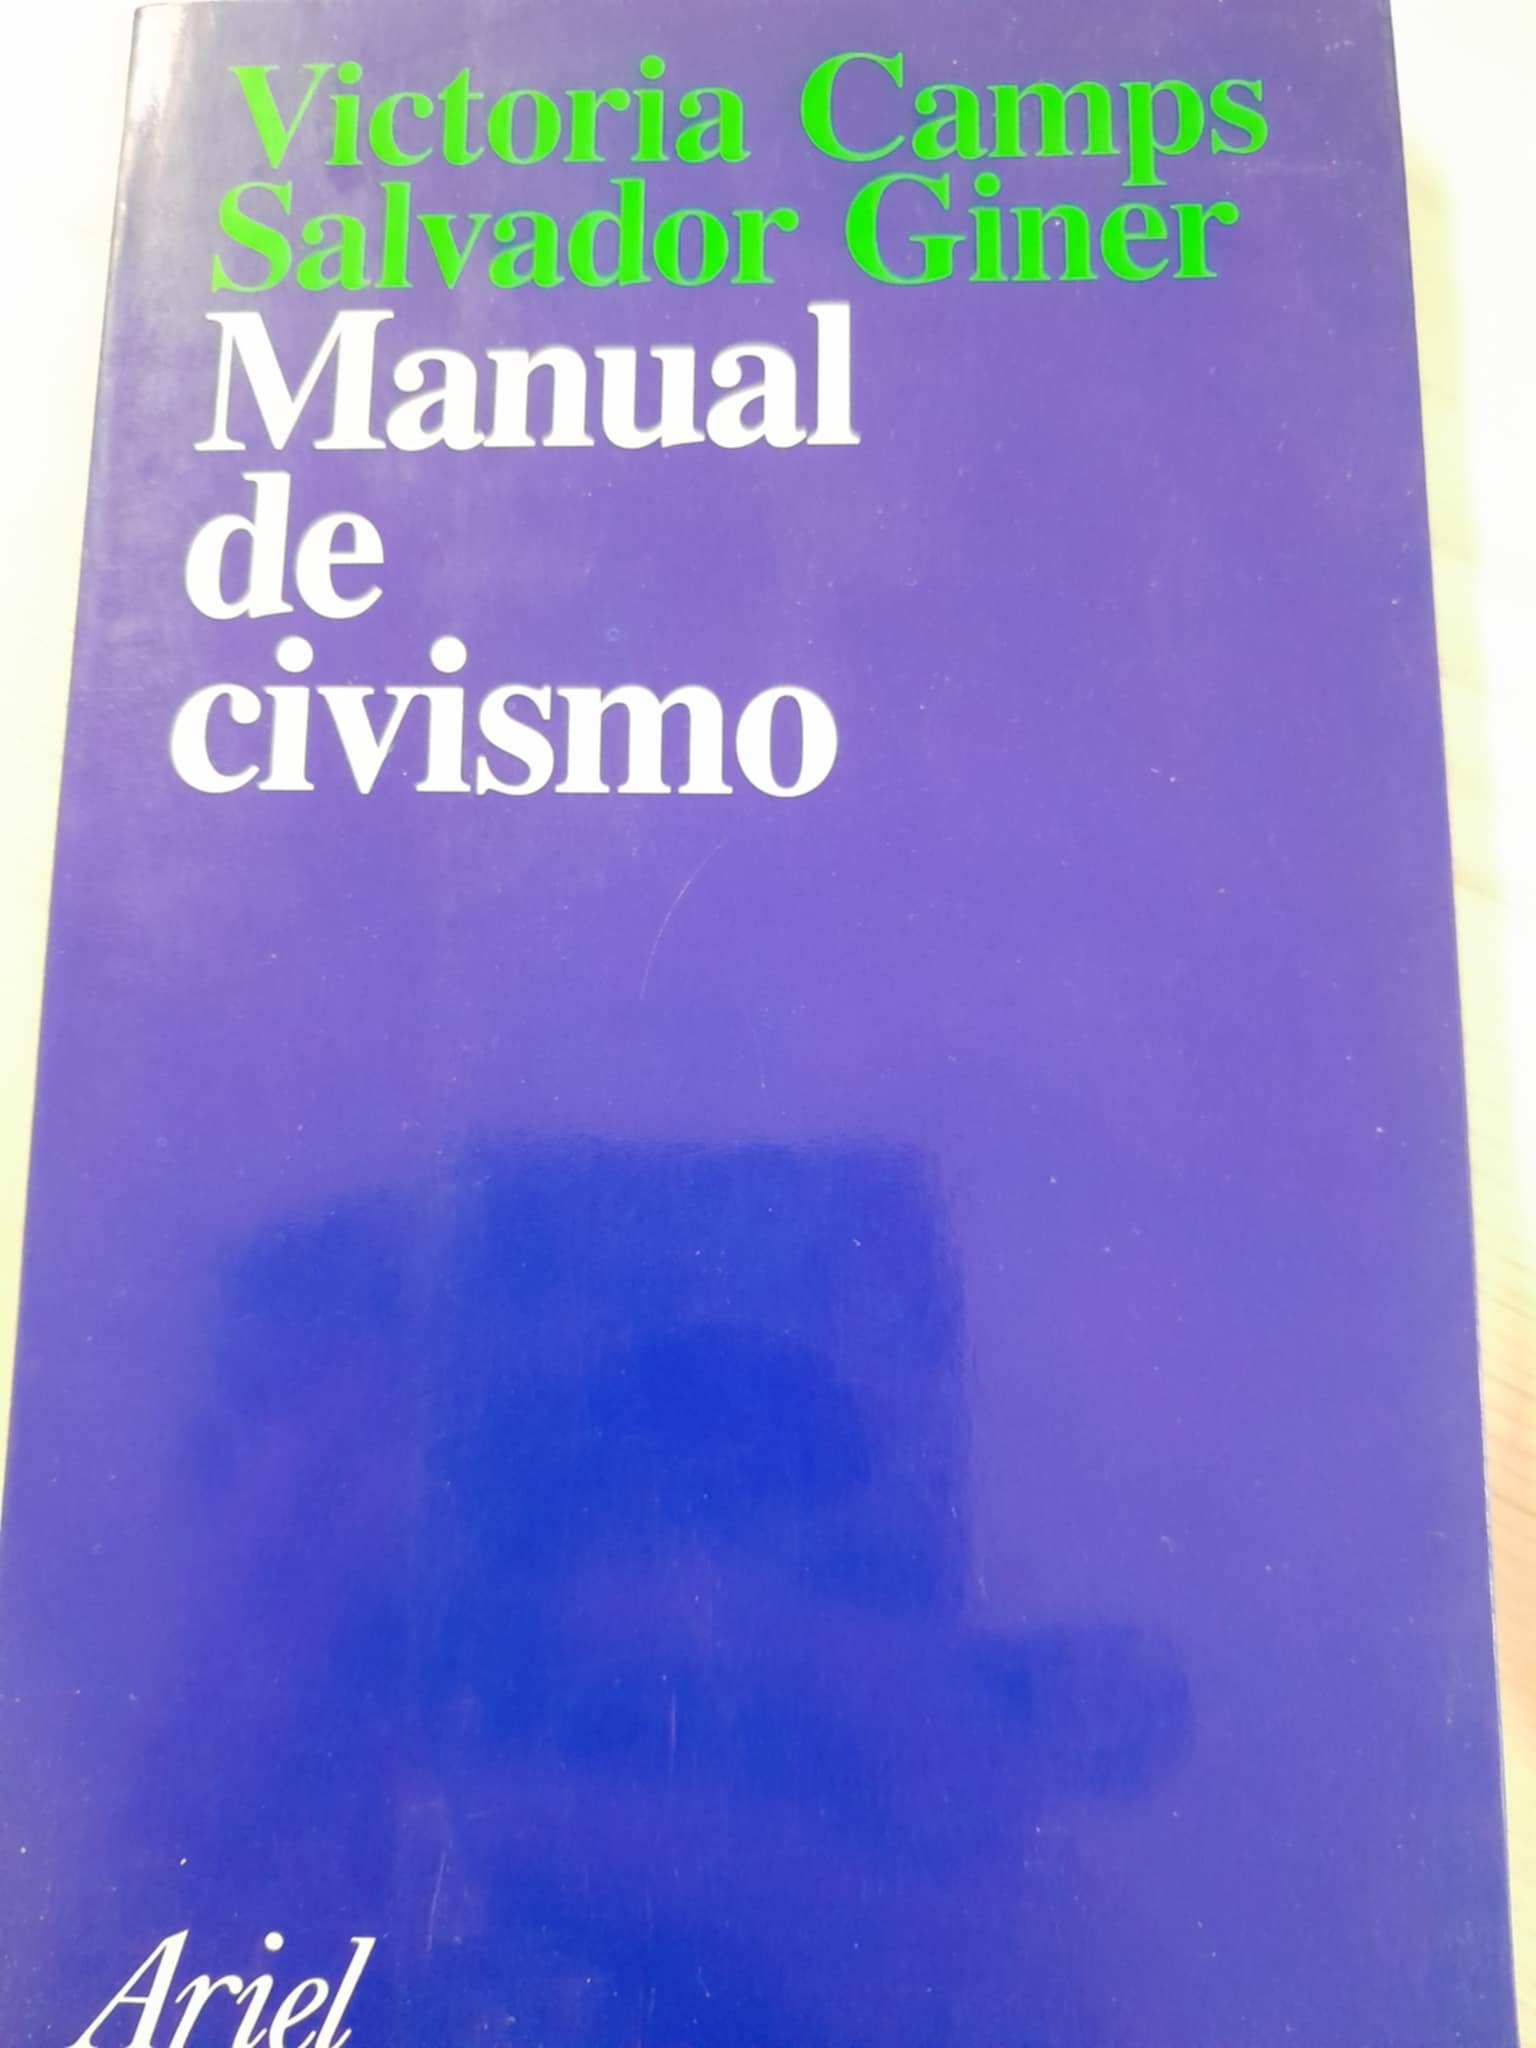 Victoria Camps
Salvador Giner
Manual
de
civismo
Ariel